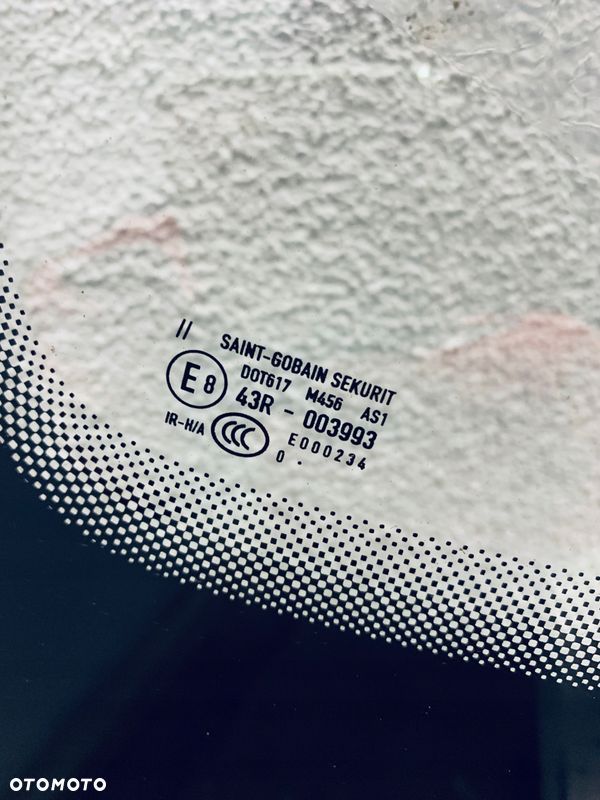 //
SAINT-GOBAIN SEKURIT
DOT617 M456 AS1
E8 43R - 003993
IR-H/A CCC E000234
0 .
OTOMOTO